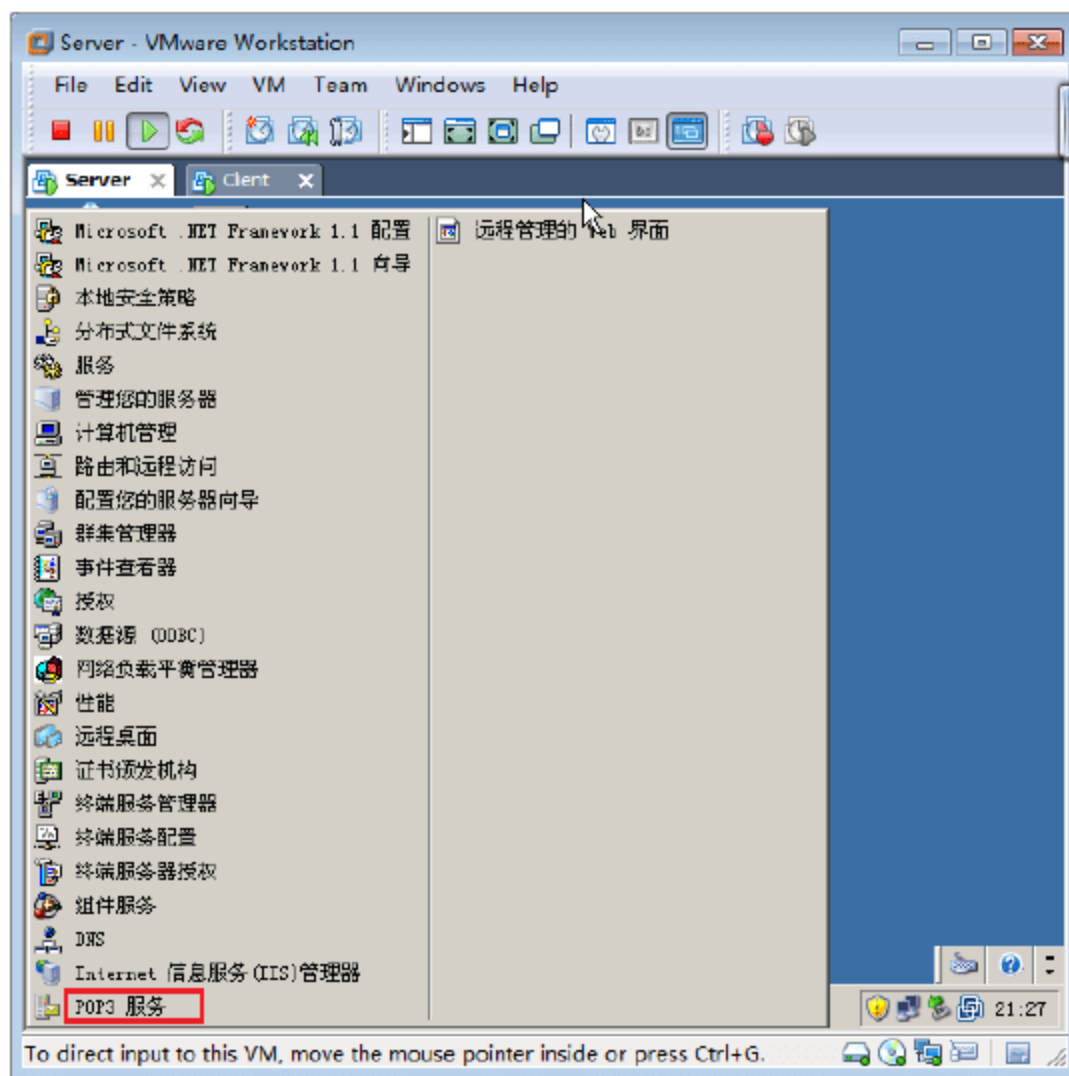 Server - VMware Workstation
File Edit View VM Team Windows Help
Server Client
Microsoft .NET Framework 1.1 配置
Microsoft .NET Framework 1.1 向导
本地安全策略
分布式文件系统
服务
管理您的服务器
计算机管理
路由和远程访问
配置您的服务器向导
群集管理器
事件查看器
授权
数据源 (ODBC)
网络负载平衡管理器
性能
远程桌面
证书颁发机构
终端服务管理器
终端服务配置
终端服务器授权
组件服务
DNS
Internet 信息服务(IIS)管理器
POP3 服务
远程管理的 Web 界面
21:27
To direct input to this VM, move the mouse pointer inside or press Ctrl+G.